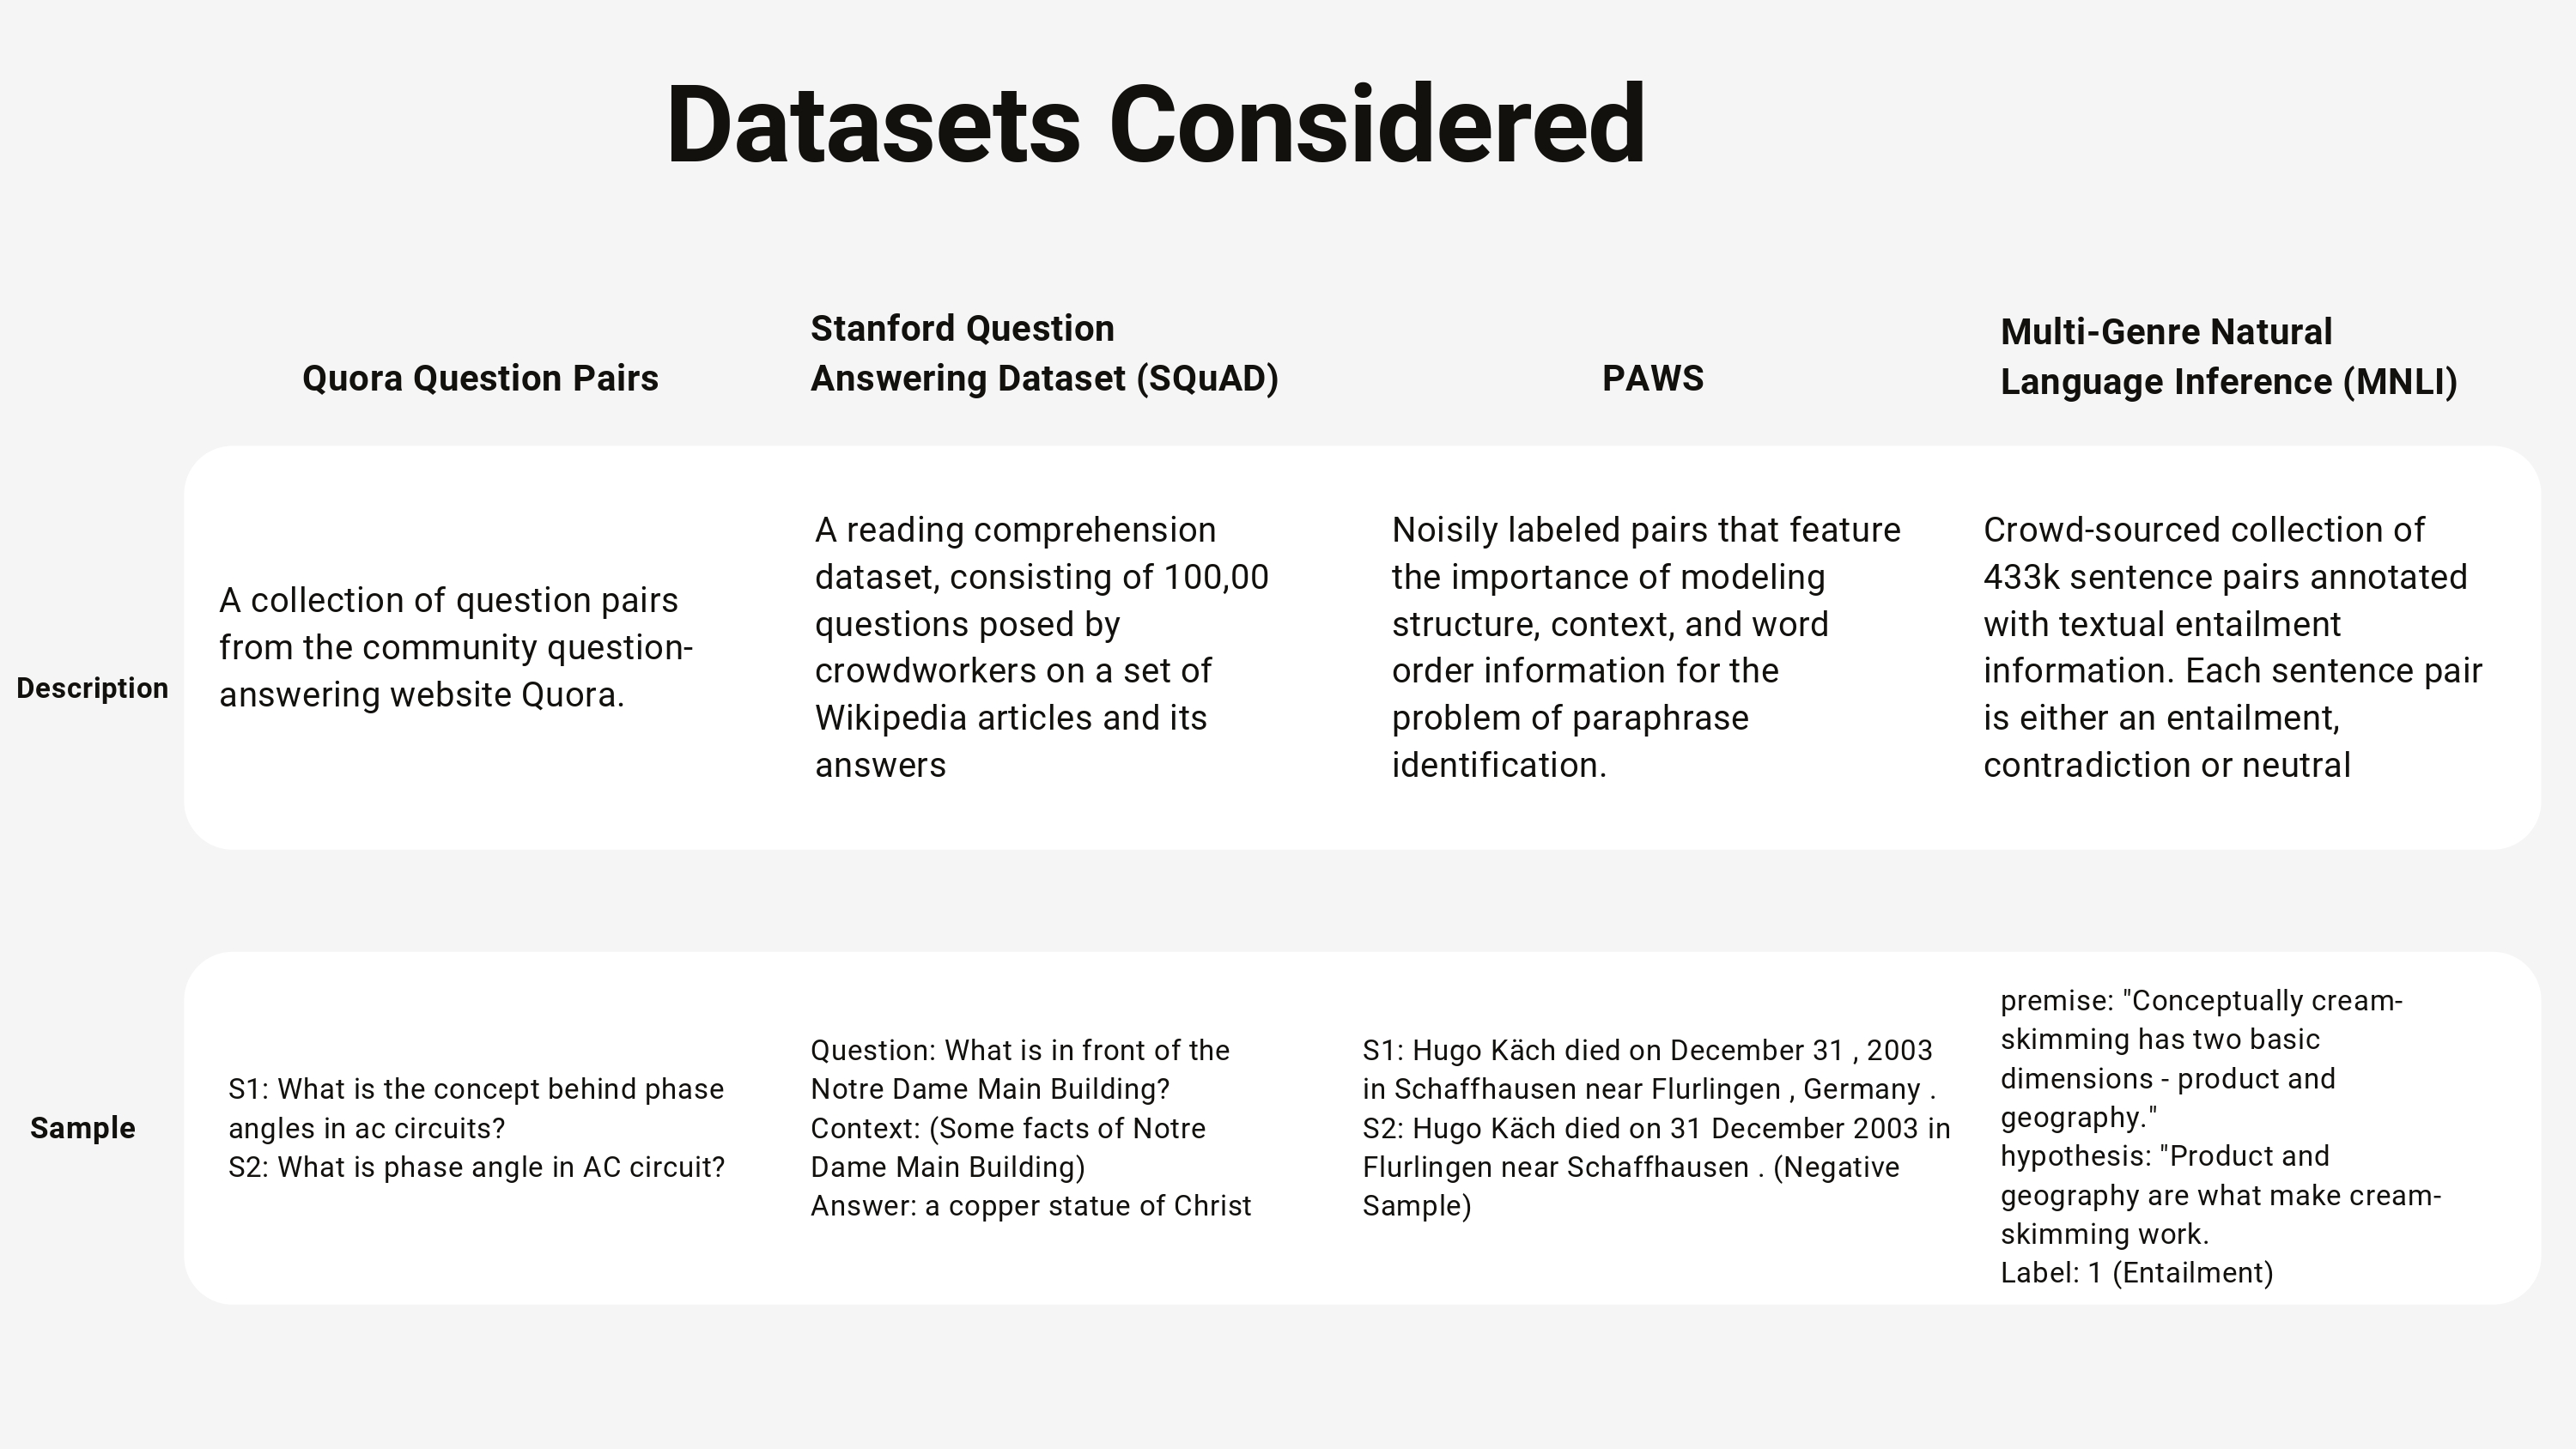 Datasets Considered
Quora Question Pairs
Stanford Question
Answering Dataset (SQuAD)
PAWS
Multi-Genre Natural
Language Inference (MNLI)
Description
A collection of question pairs
from the community question-
answering website Quora.
A reading comprehension
dataset, consisting of 100,00
questions posed by
crowdworkers on a set of
Wikipedia articles and its
answers
Noisily labeled pairs that feature
the importance of modeling
structure, context, and word
order information for the
problem of paraphrase
identification.
Crowd-sourced collection of
433k sentence pairs annotated
with textual entailment
information. Each sentence pair
is either an entailment,
contradiction or neutral
Sample
S1: What is the concept behind phase
angles in ac circuits?
S2: What is phase angle in AC circuit?
Question: What is in front of the
Notre Dame Main Building?
Context: (Some facts of Notre
Dame Main Building)
Answer: a copper statue of Christ
S1: Hugo Käch died on December 31 , 2003
in Schaffhausen near Flurlingen , Germany .
S2: Hugo Käch died on 31 December 2003 in
Flurlingen near Schaffhausen . (Negative
Sample)
premise: "Conceptually cream-
skimming has two basic
dimensions - product and
geography."
hypothesis: "Product and
geography are what make cream-
skimming work.
Label: 1 (Entailment)